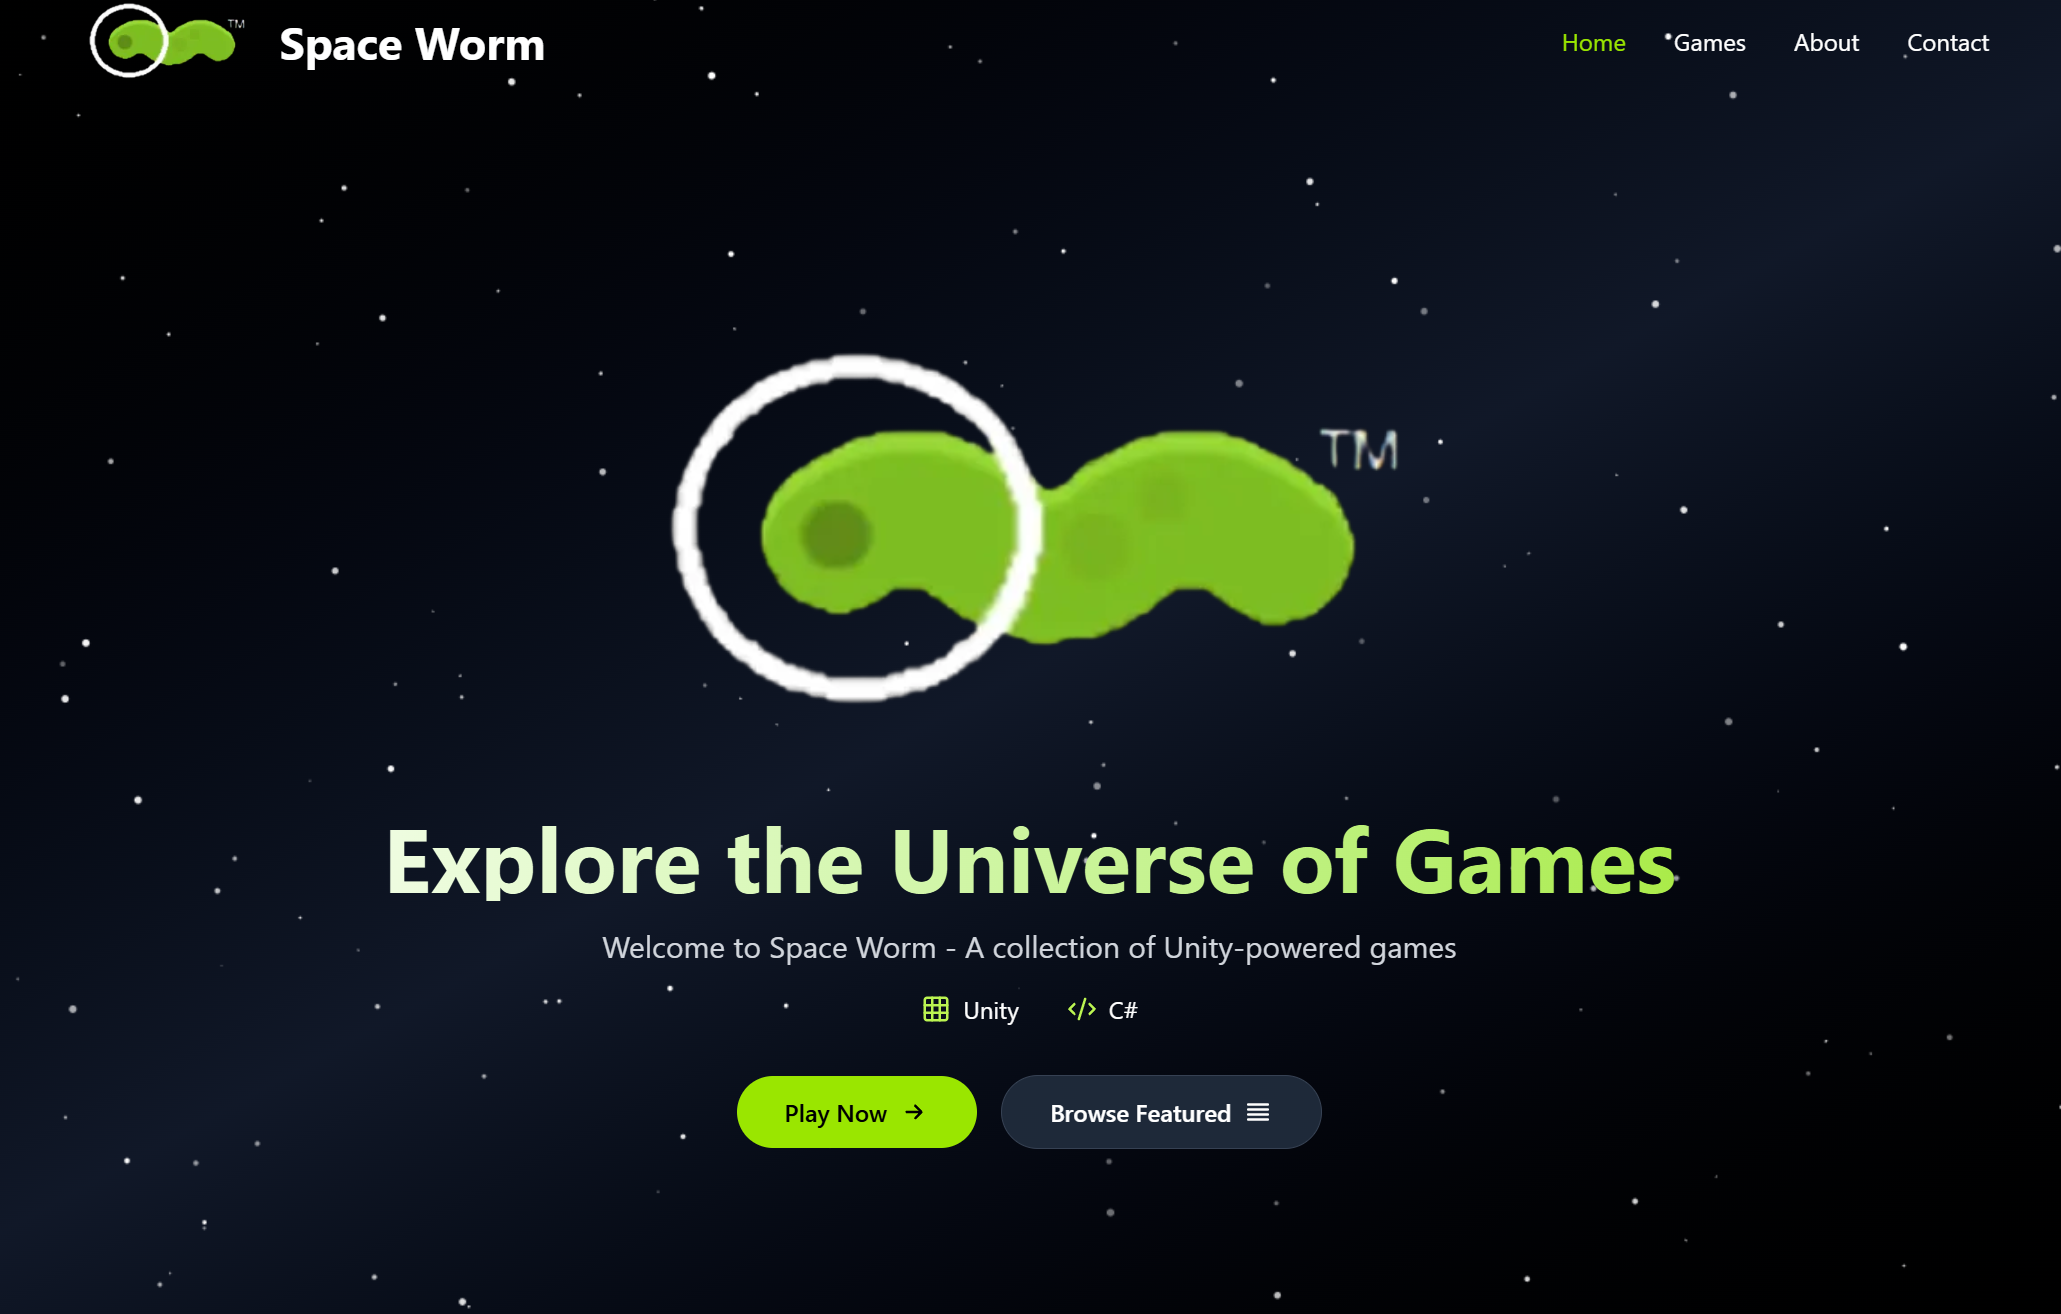 TM
Space Worm
Home Games About Contact
TM
Explore the Universe of Games
Welcome to Space Worm - A collection of Unity-powered games
Unity </> C#
Play Now → Browse Featured